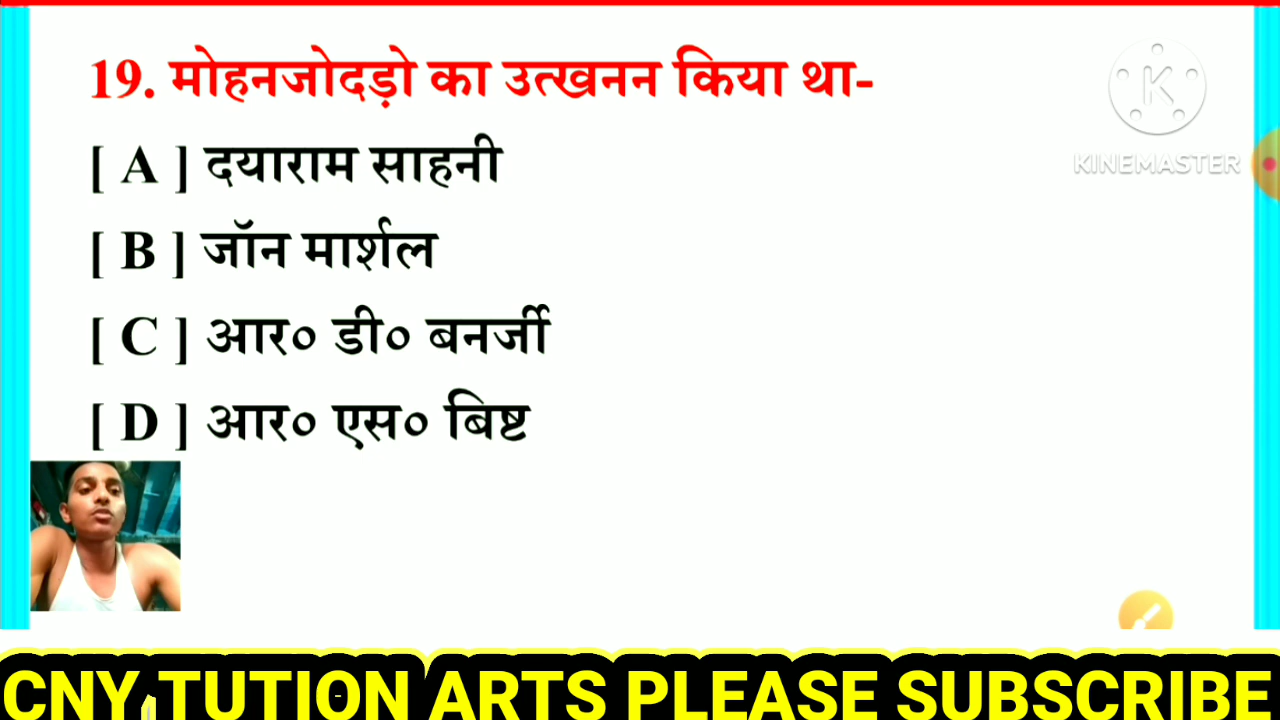 19. मोहनजोदड़ो का उत्खनन किया था-
[ A ] दयाराम साहनी
[ B ] जॉन मार्शल
[ C ] आर० डी० बनर्जी
[ D ] आर० एस० बिष्ट
K
KINEMASTER
CNY TUTION ARTS PLEASE SUBSCRIBE